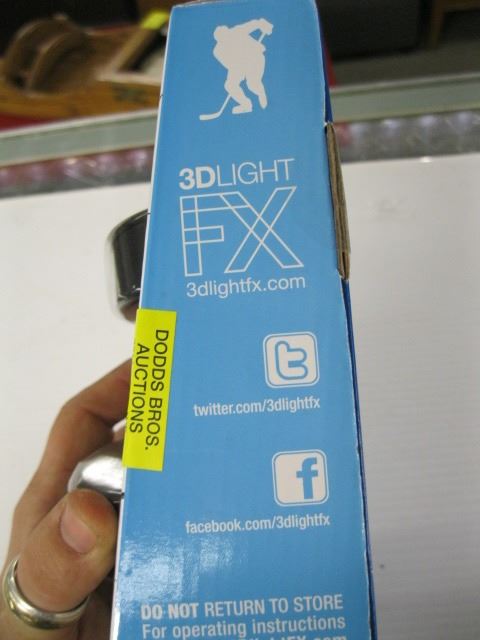 3DLIGHT
FX
3dlightfx.com
DODDS BROS.
AUCTIONS
twitter.com/3dlightfx
facebook.com/3dlightfx
DO NOT RETURN TO STORE
For operating instructions